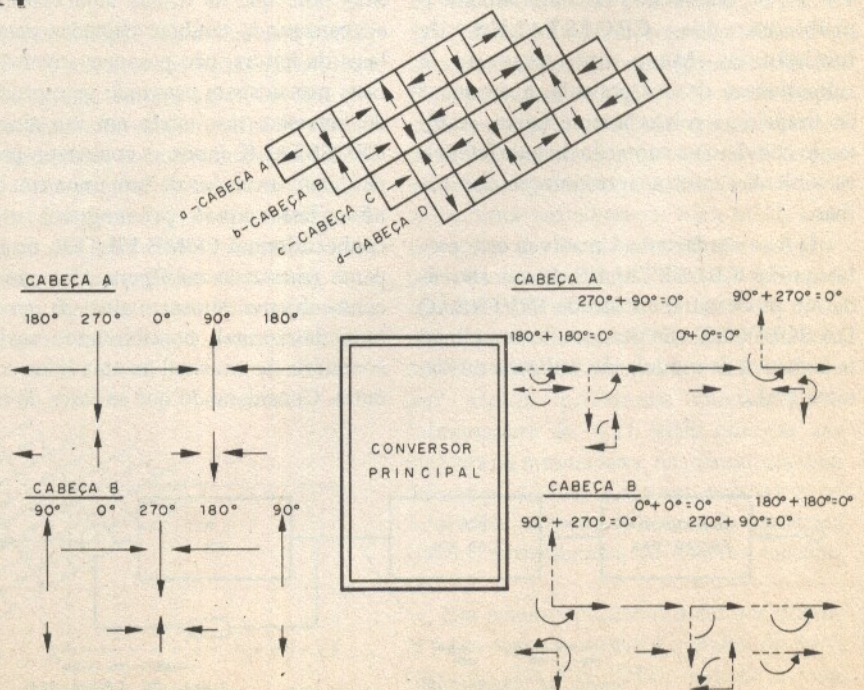 a-CABEÇA A
b-CABEÇA B
c-CABEÇA C
d-CABEÇA D
CABEÇA A
180° 270° 0° 90° 180°
CABEÇA B
90° 0° 270° 180° 90°
CONVERSOR
PRINCIPAL
CABEÇA A
270°+90°=0°
90°+270°=0°
180°+180°=0°
0°+0°=0°
CABEÇA B
0°+0°=0°
180°+180°=0°
90°+270°=0°
270°+90°=0°